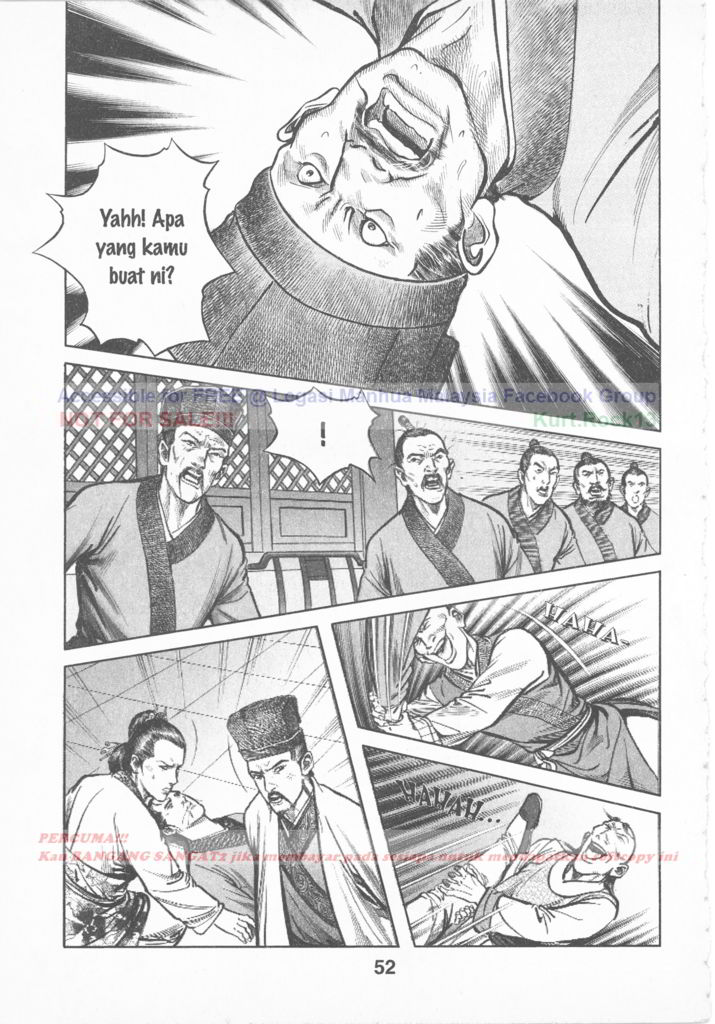 Yahh! Apa
yang kamu
buat ni?
Accessible for FREE @ Legasi Manhua Malaysia Facebook Group
NOT FOR SALE!!!
Kurt.Rock13
!
HAHA-
HAHAH...
PERCUMA!!!
Kau BANGANG SANGAT2 jika membayar pada sesiapa untuk mendapatkan softcopy ini
52